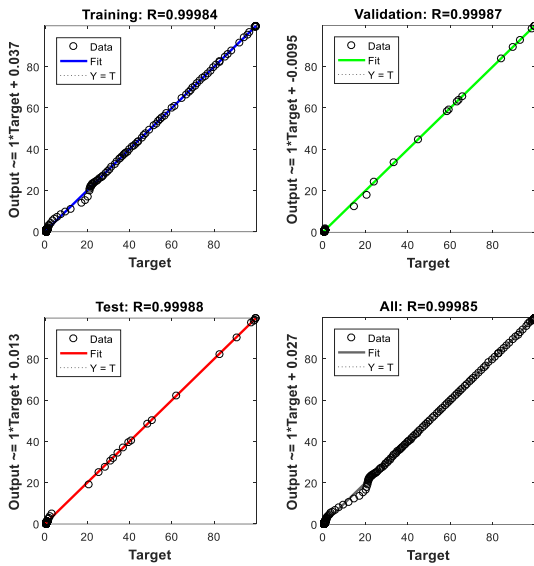 Training: R=0.99984
Output ~= 1*Target + 0.037
Data
Fit
Y = T
80
60
40
20
0
0 20 40 60 80
Target
Validation: R=0.99987
Output ~= 1*Target + -0.0095
Data
Fit
Y = T
80
60
40
20
0
0 20 40 60 80
Target
Test: R=0.99988
Output ~= 1*Target + 0.013
Data
Fit
Y = T
80
60
40
20
0
0 20 40 60 80
Target
All: R=0.99985
Output ~= 1*Target + 0.027
Data
Fit
Y = T
80
60
40
20
0
0 20 40 60 80
Target